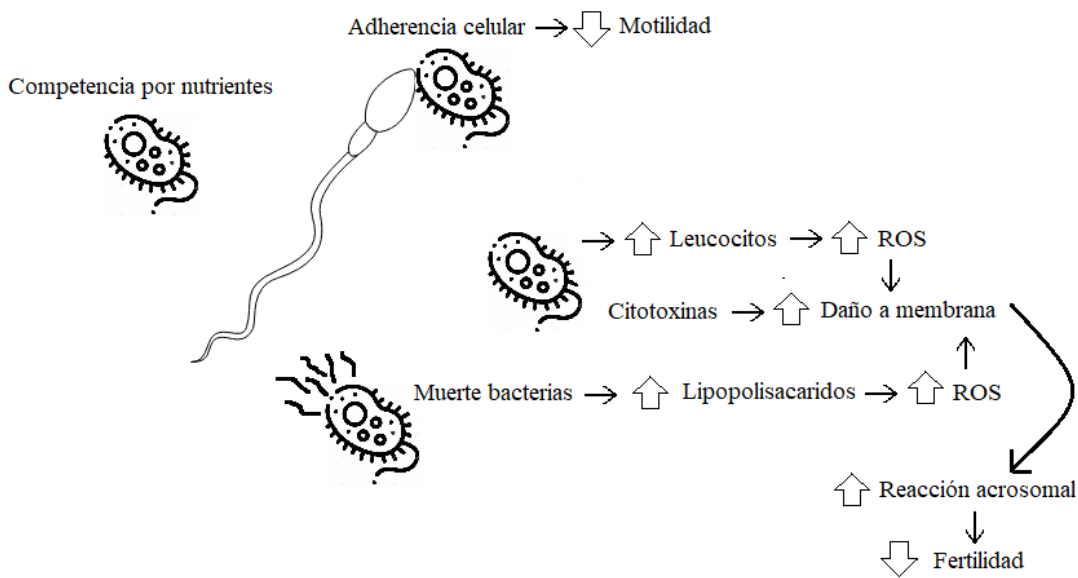 Adherencia celular
Motilidad
Competencia por nutrientes
Leucocitos
ROS
Citotoxinas
Daño a membrana
Muerte bacterias
Lipopolisacaridos
ROS
Reacción acrosomal
Fertilidad